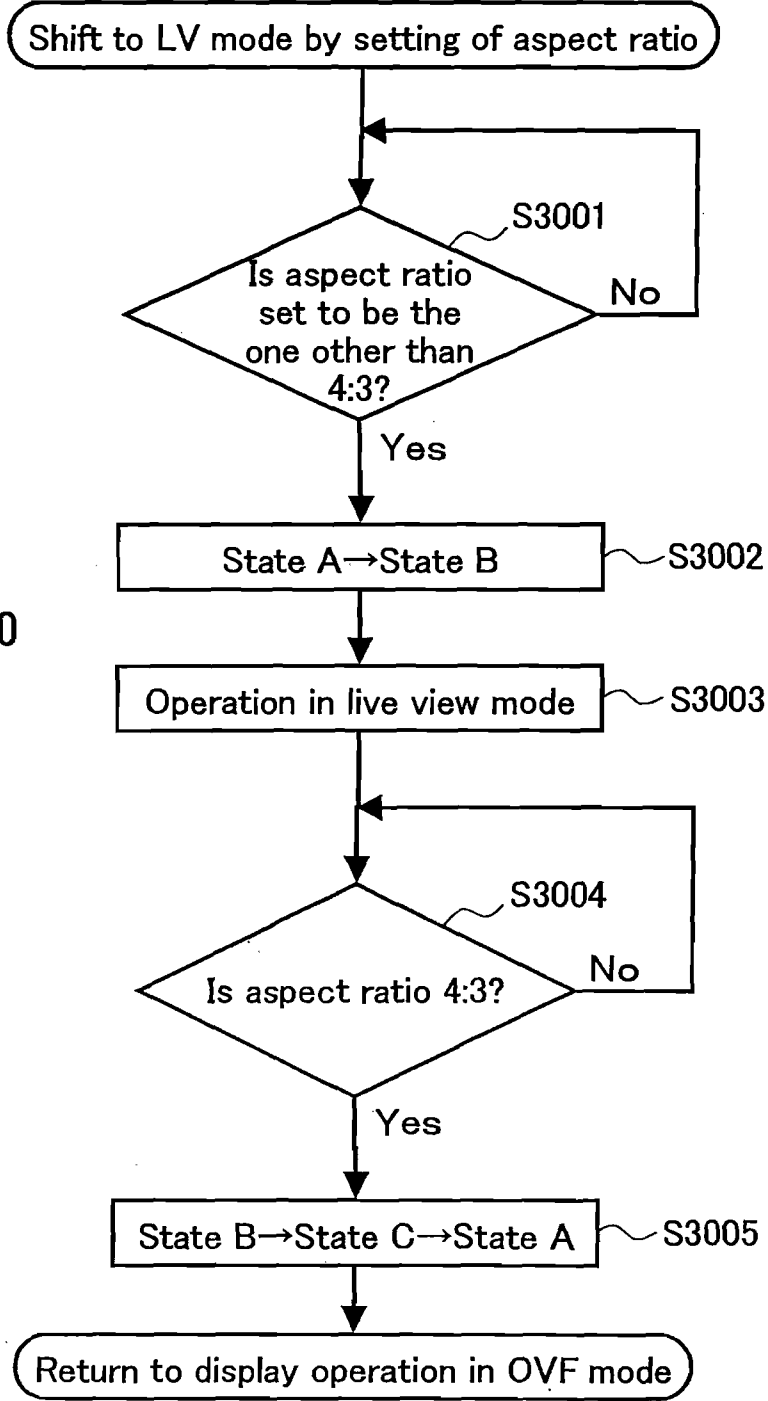 Shift to LV mode by setting of aspect ratio
S3001
Is aspect ratio
set to be the
one other than
4:3?
No
Yes
State A→State B
S3002
0
Operation in live view mode
S3003
S3004
Is aspect ratio 4:3?
No
Yes
State B→State C→State A
S3005
Return to display operation in OVF mode